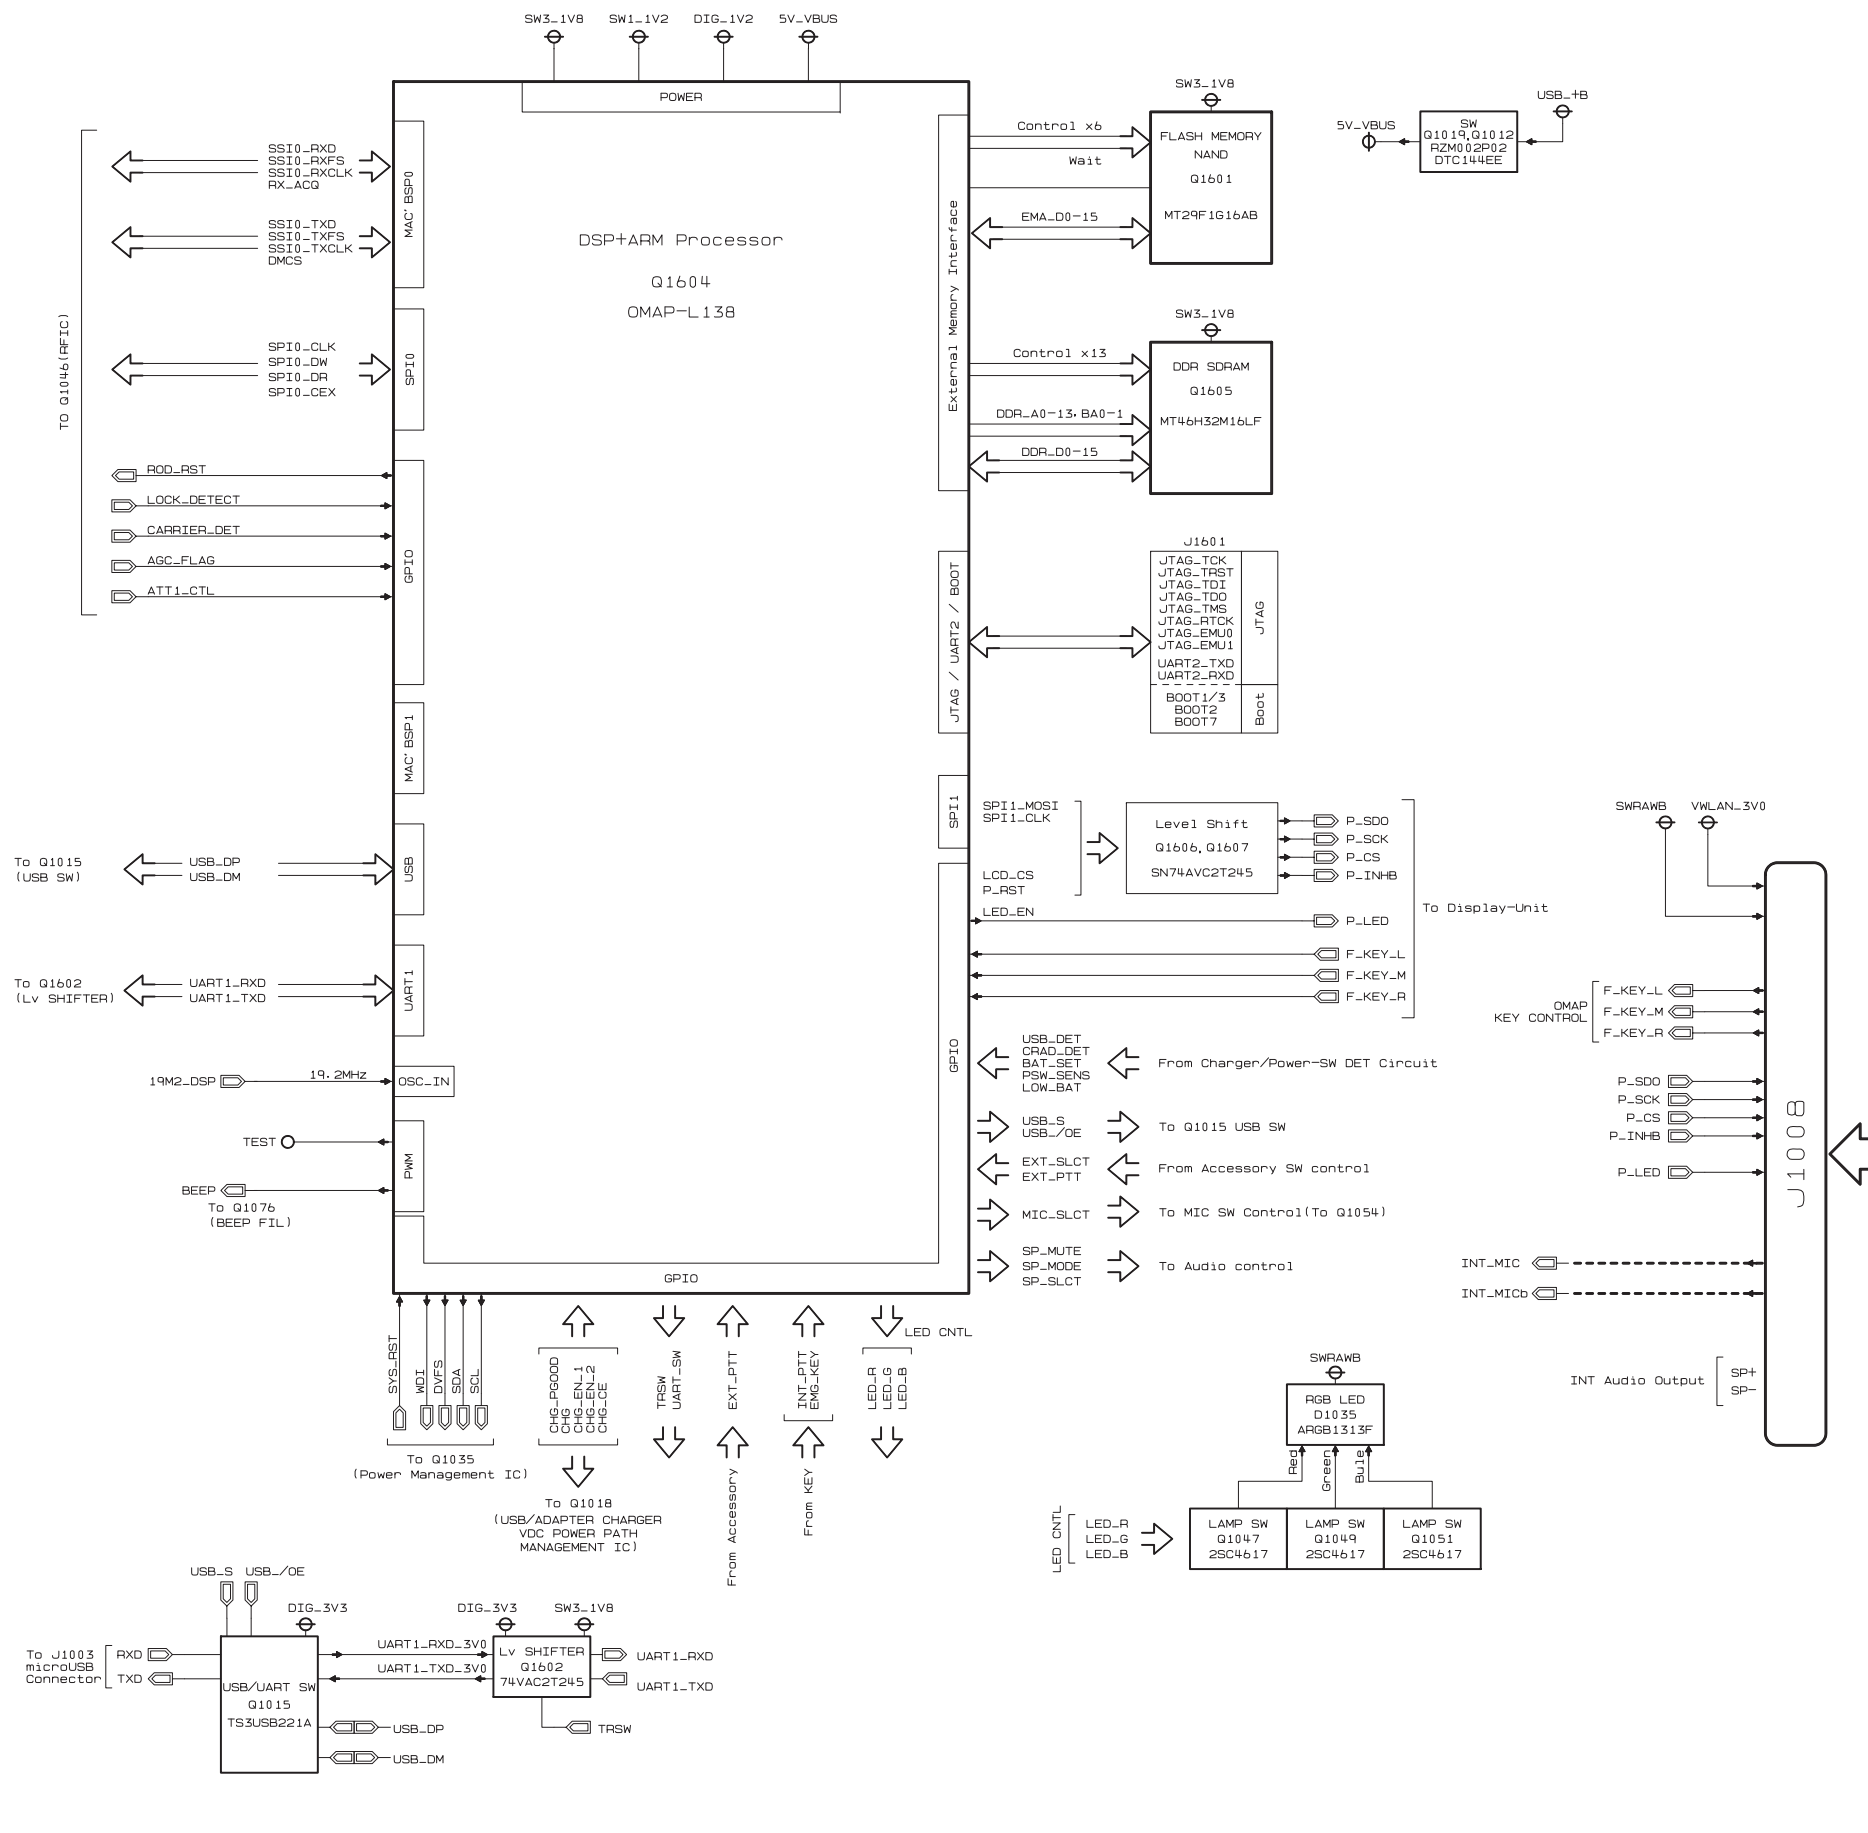 SW3_1V8
SW1_1V2
DIG_1V2
5V_VBUS
POWER
DSP+ARM Processor
Q1604
OMAP-L138
TO Q1046(RFIC)
SSI0_RXD
SSI0_RXFS
SSI0_RXCLK
RX_ACQ
SSI0_TXD
SSI0_TXFS
SSI0_TXCLK
DMCS
MAC' BSP0
SPI0_CLK
SPI0_DW
SPI0_DR
SPI0_CEX
SPI0
ROD_RST
LOCK_DETECT
CARRIER_DET
AGC_FLAG
ATT1_CTL
GPIO
MAC' BSP1
To Q1015
(USB SW)
USB_DP
USB_DM
USB
To Q1602
(Lv SHIFTER)
UART1_RXD
UART1_TXD
UART1
19M2_DSP
19.2MHz
OSC_IN
TEST
BEEP
To Q1076
(BEEP FIL)
PWM
GPIO
External Memory Interface
Control x6
Wait
EMA_D0-15
SW3_1V8
FLASH MEMORY
NAND
Q1601
MT29F1G16AB
Control x13
DDR_A0-13,BA0-1
DDR_D0-15
SW3_1V8
DDR SDRAM
Q1605
MT46H32M16LF
5V_VBUS
SW
Q1019,Q1012
RZM002P02
DTC144EE
USB_+B
JTAG / UART2 / BOOT
J1601
JTAG_TCK
JTAG_TRST
JTAG_TDI
JTAG_TDO
JTAG_TMS
JTAG_RTCK
JTAG_EMU0
JTAG_EMU1
UART2_TXD
UART2_RXD
JTAG
BOOT1/3
BOOT2
BOOT7
Boot
SPI1
SPI1_MOSI
SPI1_CLK
LCD_CS
P_RST
Level Shift
Q1606,Q1607
SN74AVC2T245
P_SDO
P_SCK
P_CS
P_INHB
LED_EN
P_LED
F_KEY_L
F_KEY_M
F_KEY_R
To Display-Unit
GPIO
USB_DET
CRAD_DET
BAT_SET
PSW_SENS
LOW_BAT
From Charger/Power-SW DET Circuit
USB_S
USB_/OE
To Q1015 USB SW
EXT_SLCT
EXT_PTT
From Accessory SW control
MIC_SLCT
To MIC SW Control(To Q1054)
SP_MUTE
SP_MODE
SP_SLCT
To Audio control
SWRAWB
VWLAN_3V0
OMAP
KEY CONTROL
F_KEY_L
F_KEY_M
F_KEY_R
P_SDO
P_SCK
P_CS
P_INHB
P_LED
J1008
INT_MIC
INT_MICb
INT Audio Output
SP+
SP-
SYS_RST
WDI
DVFS
SDA
SCL
To Q1035
(Power Management IC)
CHG_PGOOD
CHG
CHG_EN_1
CHG_EN_2
CHG_CE
To Q1018
(USB/ADAPTER CHARGER
VDC POWER PATH
MANAGEMENT IC)
TRSW
UART_SW
EXT_PTT
From Accessory
INT_PTT
EMG_KEY
From KEY
LED CNTL
LED_R
LED_G
LED_B
SWRAWB
RGB LED
D1035
ARGB1313F
Red
Green
Bule
LED CNTL
LED_R
LED_G
LED_B
LAMP SW
Q1047
2SC4617
LAMP SW
Q1049
2SC4617
LAMP SW
Q1051
2SC4617
USB_S
USB_/OE
DIG_3V3
To J1003
microUSB
Connector
RXD
TXD
USB/UART SW
Q1015
TS3USB221A
UART1_RXD_3V0
UART1_TXD_3V0
DIG_3V3
SW3_1V8
Lv SHIFTER
Q1602
74VAC2T245
UART1_RXD
UART1_TXD
TRSW
USB_DP
USB_DM